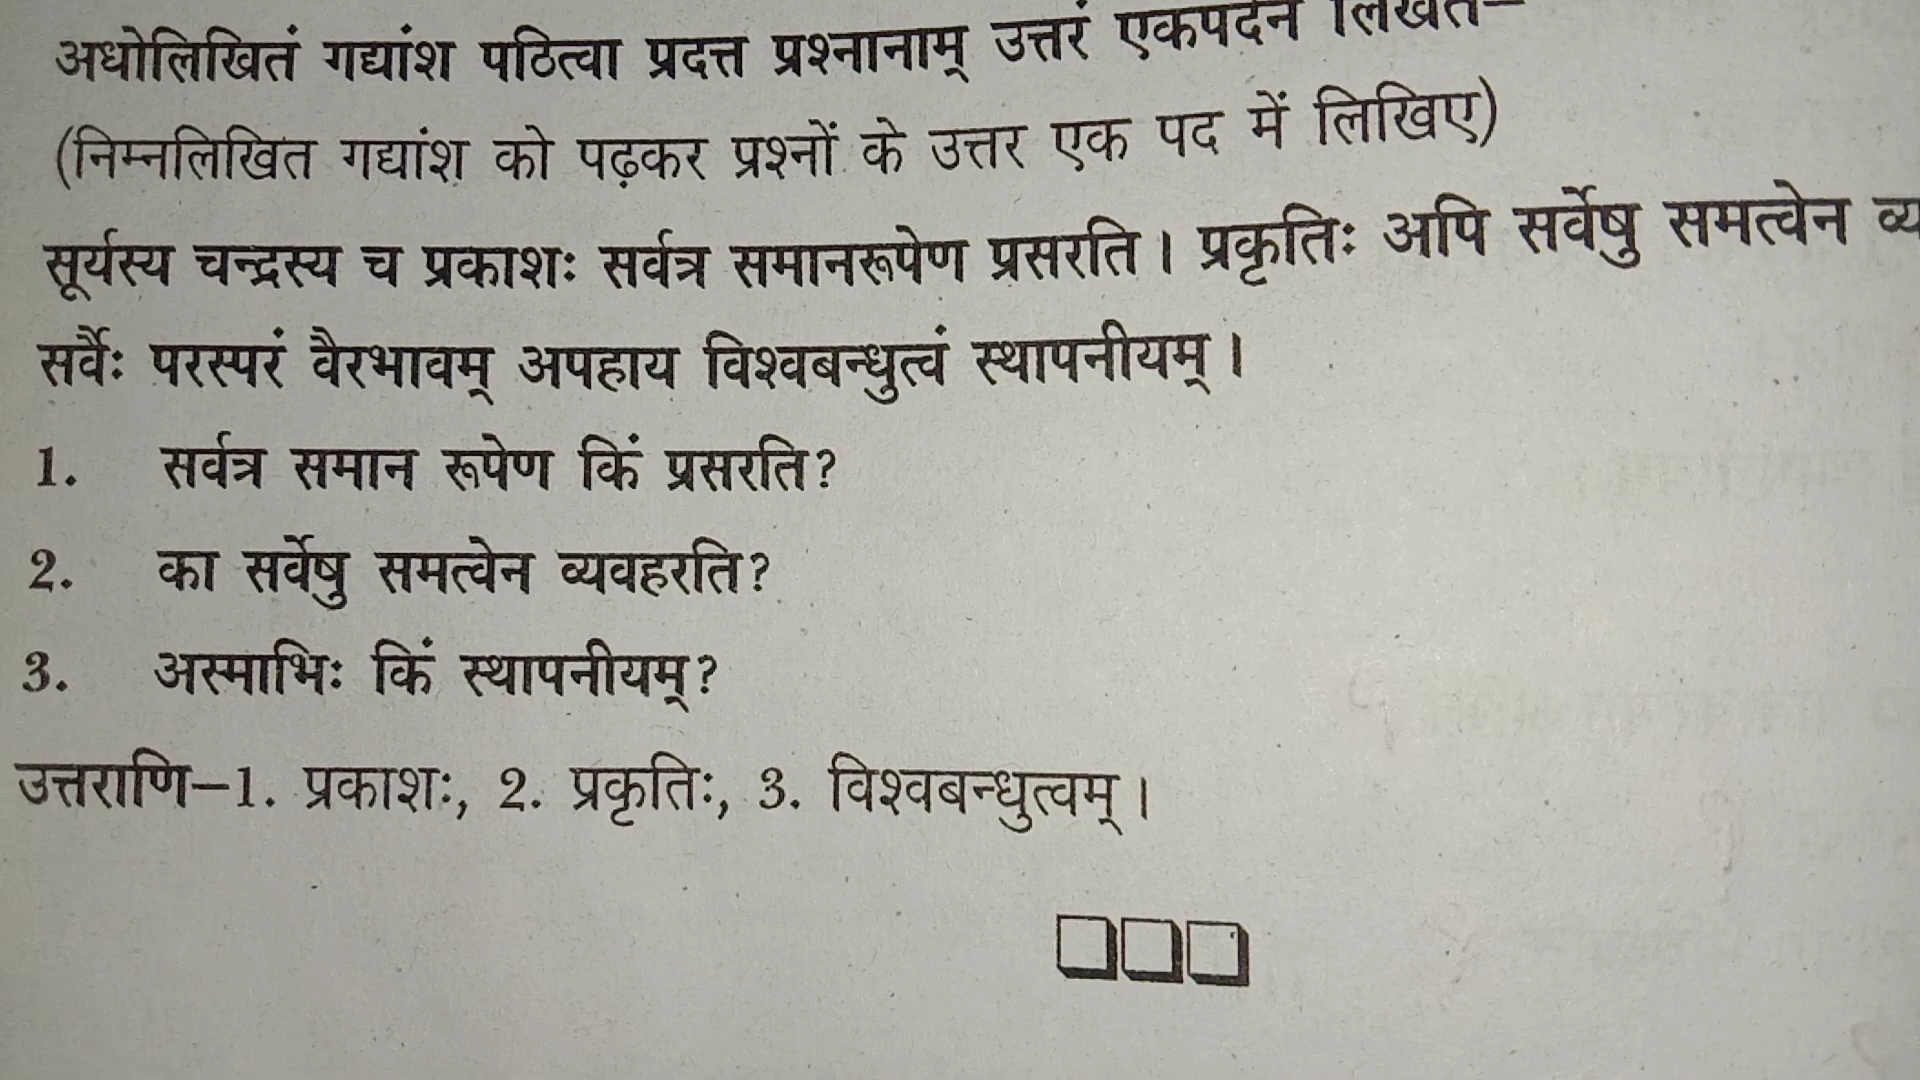 अधोलिखितं गद्यांश पठित्वा प्रदत्त प्रश्नानाम् उत्तरं एकपदेन लिखत–
(निम्नलिखित गद्यांश को पढ़कर प्रश्नों के उत्तर एक पद में लिखिए)
सूर्यस्य चन्द्रस्य च प्रकाशः सर्वत्र समानरूपेण प्रसरति। प्रकृतिः अपि सर्वेषु समत्वेन
सर्वैः परस्परं वैरभावम् अपहाय विश्वबन्धुत्वं स्थापनीयम्।
1. सर्वत्र समान रूपेण किं प्रसरति?
2. का सर्वेषु समत्वेन व्यवहरति?
3. अस्माभिः किं स्थापनीयम्?
उत्तराणि–1. प्रकाशः, 2. प्रकृतिः, 3. विश्वबन्धुत्वम्।